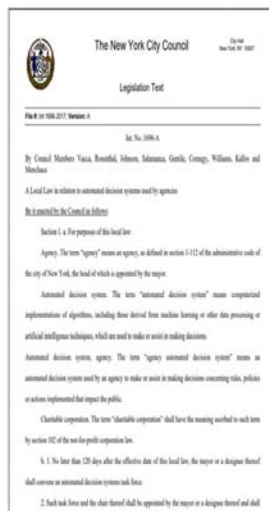 The New York City Council
City Hall
New York, NY 10007
Legislation Text
File #: Int 1696-2017, Version: A
Int. No. 1696-A
By Council Members Vacca, Rosenthal, Johnson, Salamanca, Gentile, Cornegy, Williams, Kallos and
Menchaca
A Local Law in relation to automated decision systems used by agencies
Be it enacted by the Council as follows:
Section 1. a. For purposes of this local law:
Agency. The term "agency" means an agency, as defined in section 1-112 of the administrative code of
the city of New York, the head of which is appointed by the mayor.
Automated decision system. The term "automated decision system" means computerized
implementations of algorithms, including those derived from machine learning or other data processing or
artificial intelligence techniques, which are used to make or assist in making decisions.
Automated decision system, agency. The term "agency automated decision system" means an
automated decision system used by an agency to make or assist in making decisions concerning rules, policies
or actions implemented that impact the public.
Charitable corporation. The term "charitable corporation" shall have the meaning ascribed to such term
by section 102 of the not-for-profit corporation law.
b. 1. No later than 120 days after the effective date of this local law, the mayor or a designee thereof
shall convene an automated decision systems task force.
2. Such task force and the chair thereof shall be appointed by the mayor or a designee thereof and shall